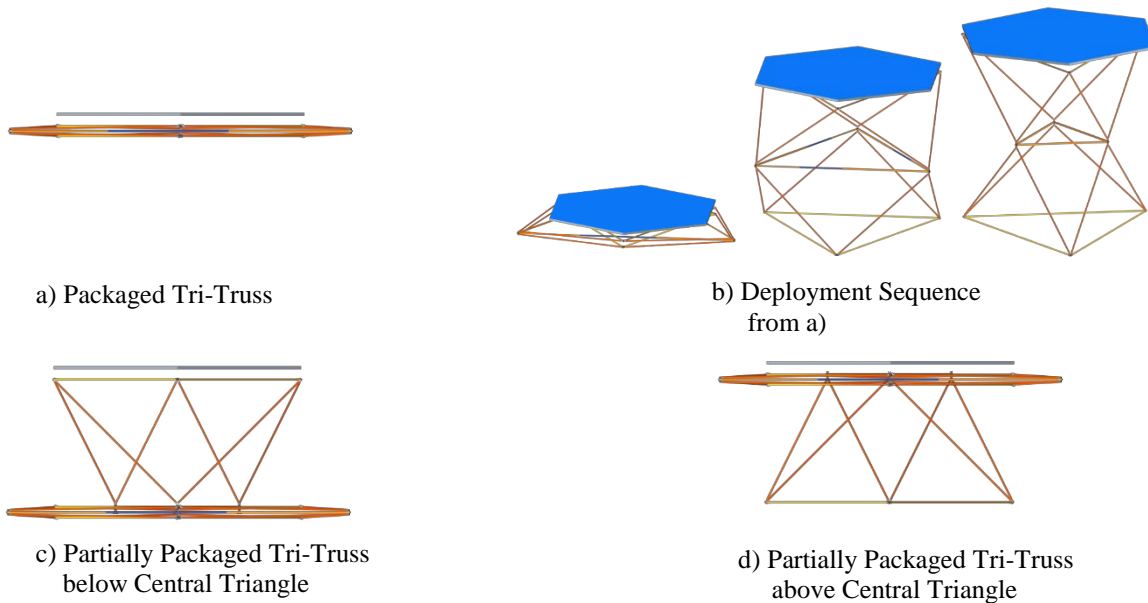 a) Packaged Tri-Truss
b) Deployment Sequence
from a)
c) Partially Packaged Tri-Truss
below Central Triangle
d) Partially Packaged Tri-Truss
above Central Triangle